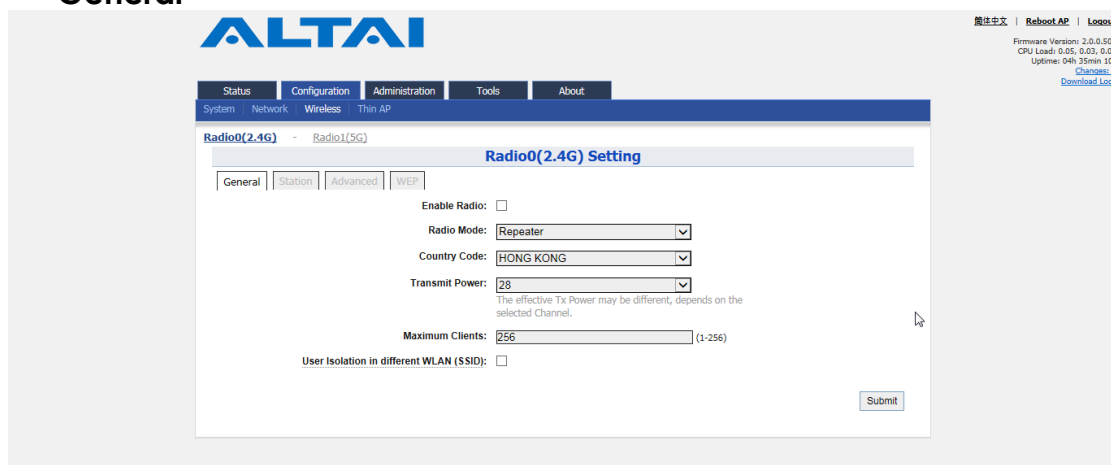 General
ALTAI
简体中文 | Reboot AP | Logou
Firmware Version: 2.0.0.50
CPU Load: 0.05, 0.03, 0.0
Uptime: 04h 35min 10
Changes:
Download Loc
Status Configuration Administration Tools About
System | Network | Wireless | Thin AP
Radio0(2.4G) - Radio1(5G)
Radio0(2.4G) Setting
General Station Advanced WEP
Enable Radio:
Radio Mode: Repeater
Country Code: HONG KONG
Transmit Power: 28
The effective Tx Power may be different, depends on the
selected Channel.
Maximum Clients: 256 (1-256)
User Isolation in different WLAN (SSID):
Submit